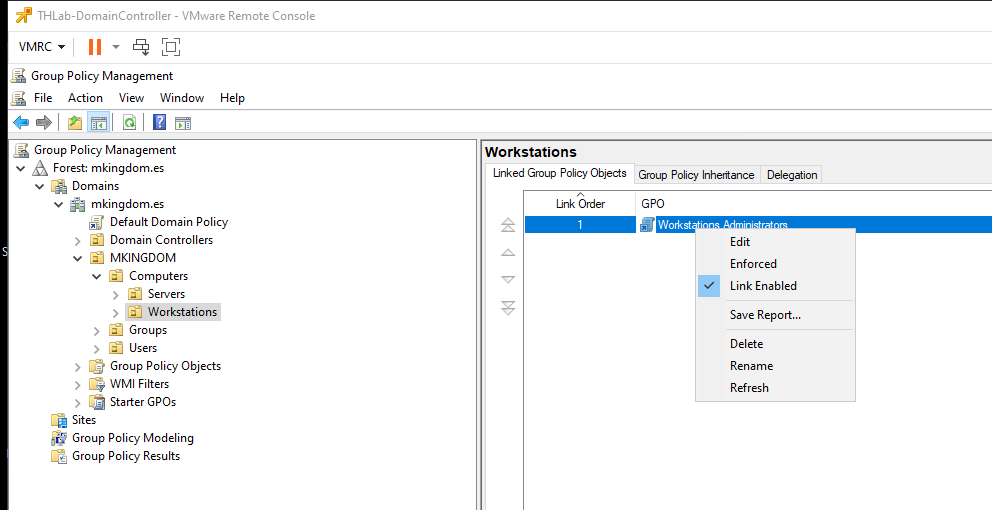 THLab-DomainController - VMware Remote Console
VMRC
Group Policy Management
File Action View Window Help
Group Policy Management
Forest: mkingdom.es
Domains
mkingdom.es
Default Domain Policy
Domain Controllers
MKINGDOM
Computers
Servers
Workstations
Groups
Users
Group Policy Objects
WMI Filters
Starter GPOs
Sites
Group Policy Modeling
Group Policy Results
Workstations
Linked Group Policy Objects Group Policy Inheritance Delegation
Link Order GPO
1 Workstations Administrators
Edit
Enforced
Link Enabled
Save Report...
Delete
Rename
Refresh
S